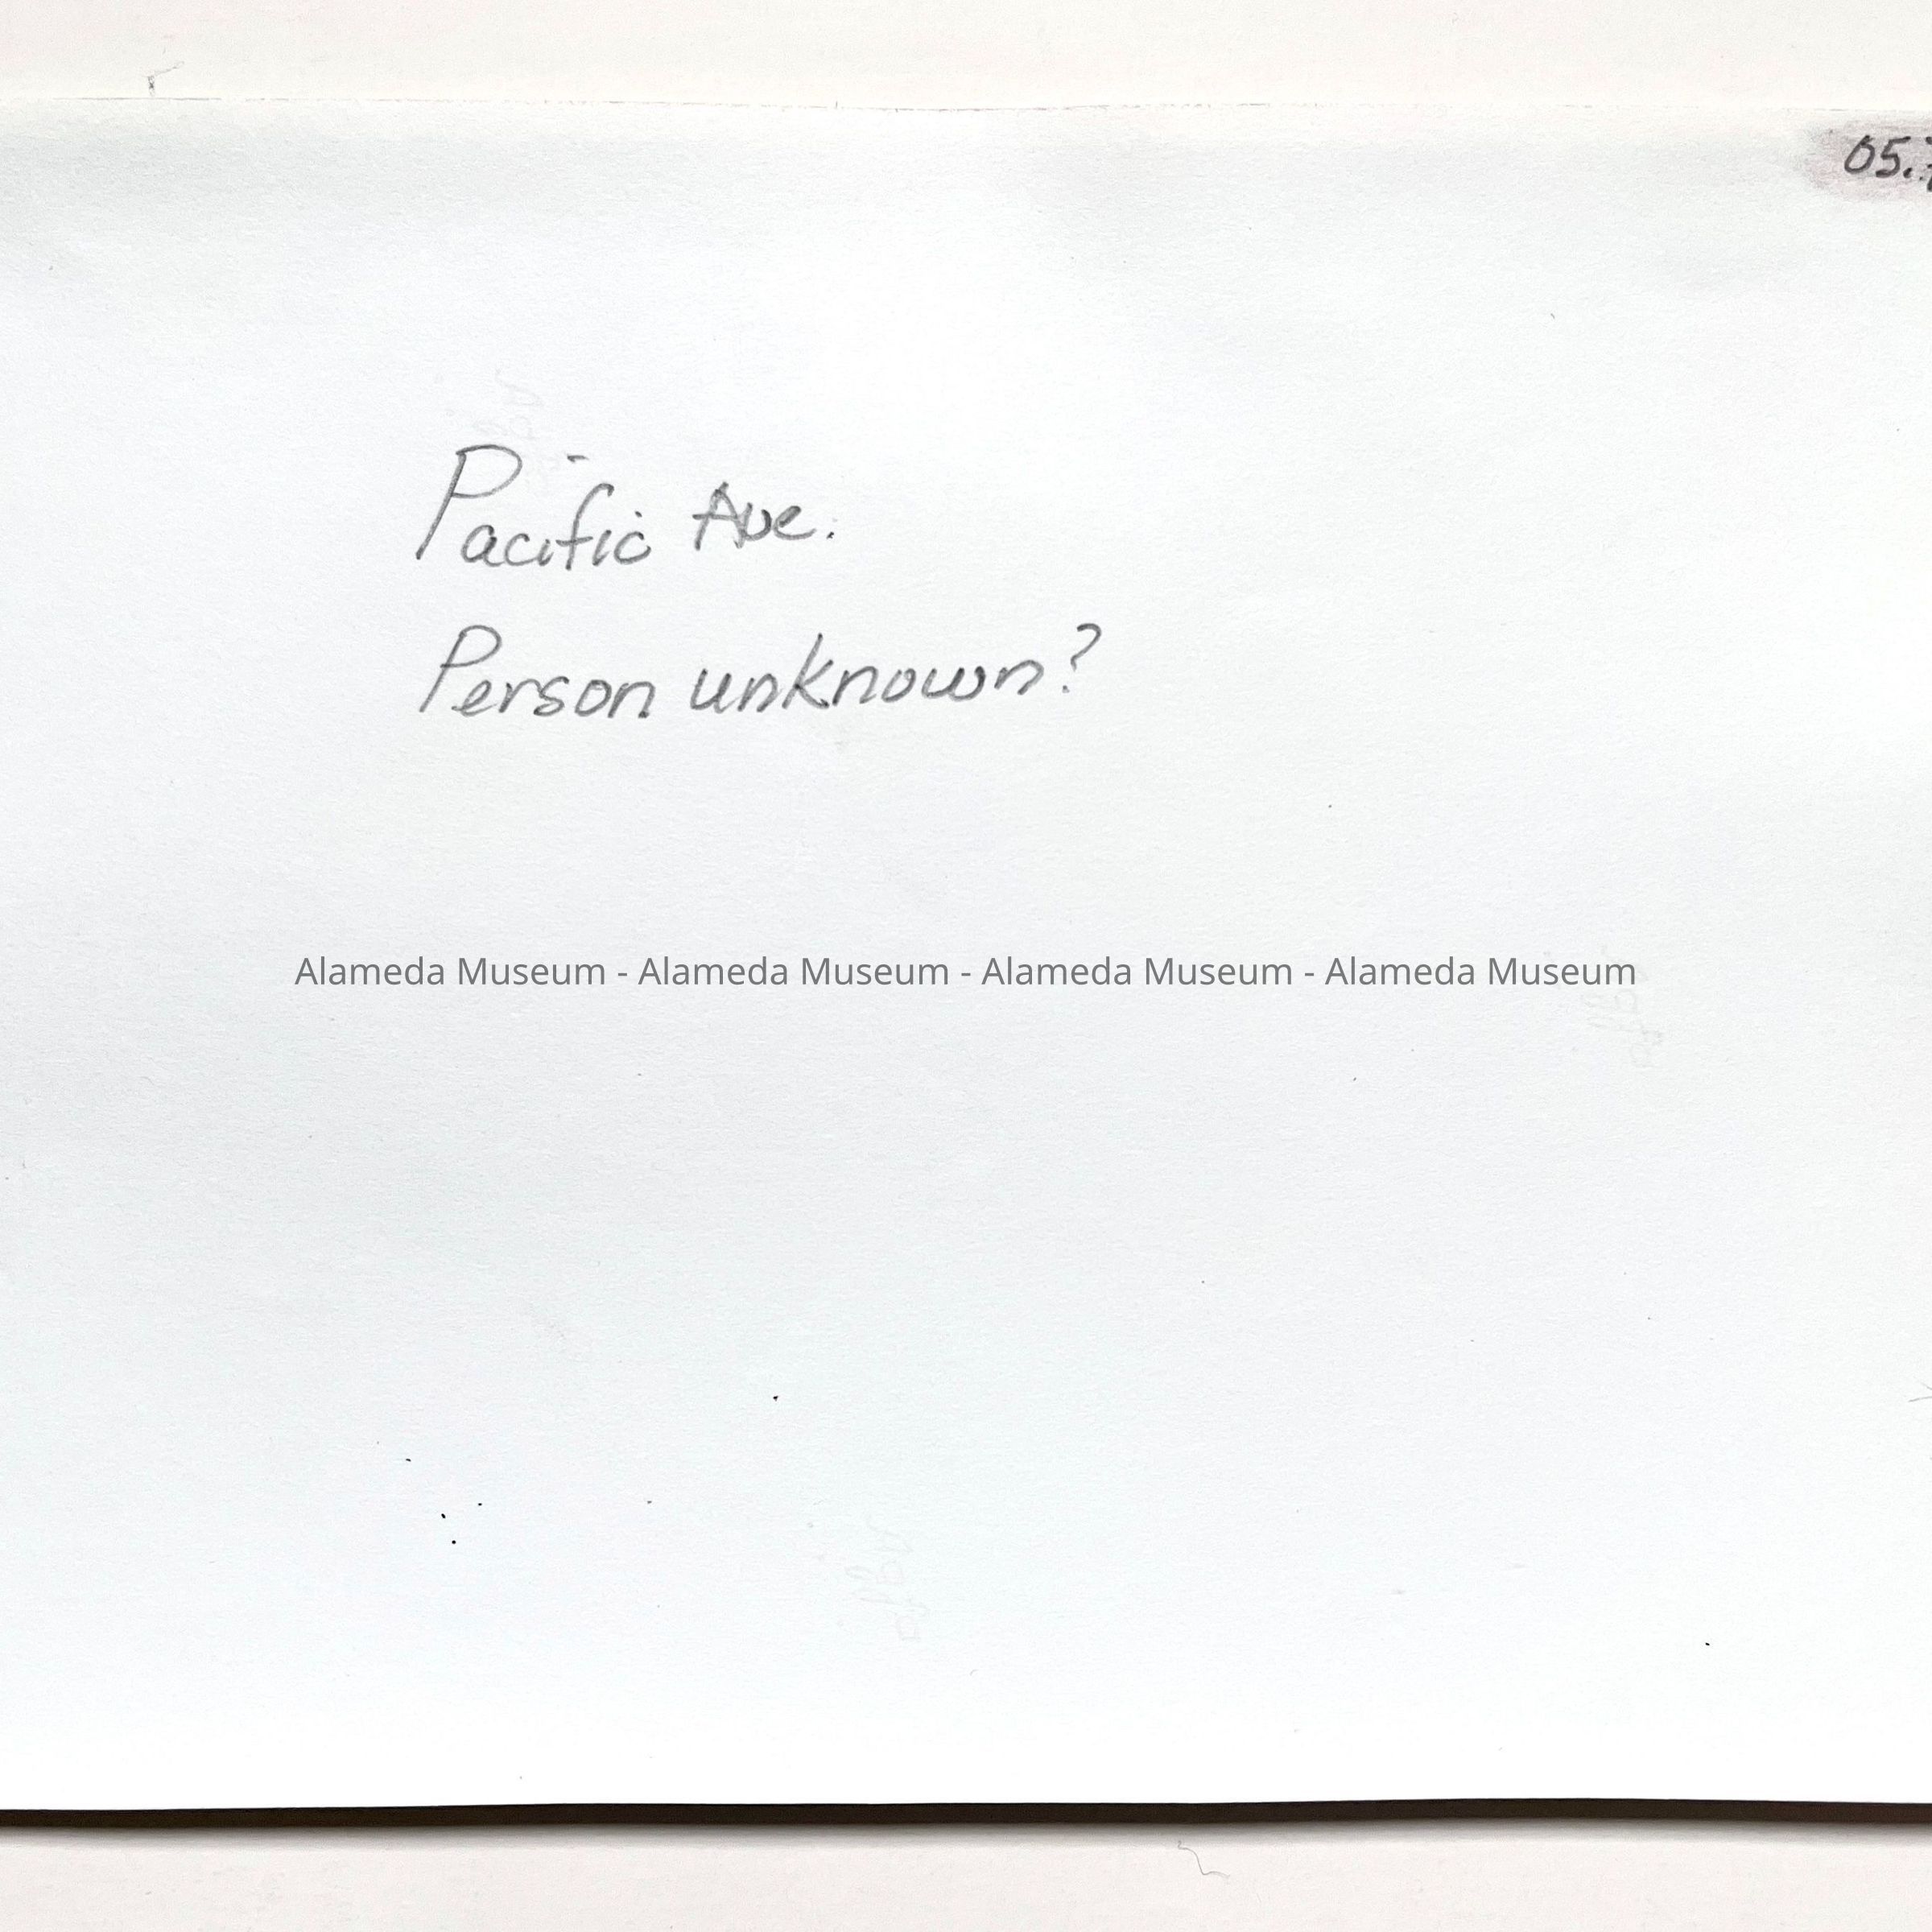 05.
Pacific Ave.
Person unknown?
Alameda Museum - Alameda Museum - Alameda Museum - Alameda Museum